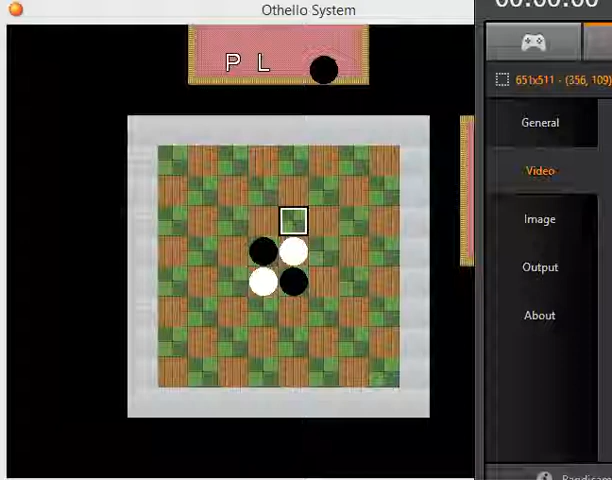 Othello System
00:00:00
P L
651x511 - (356, 109)
General
Video
Image
Output
About